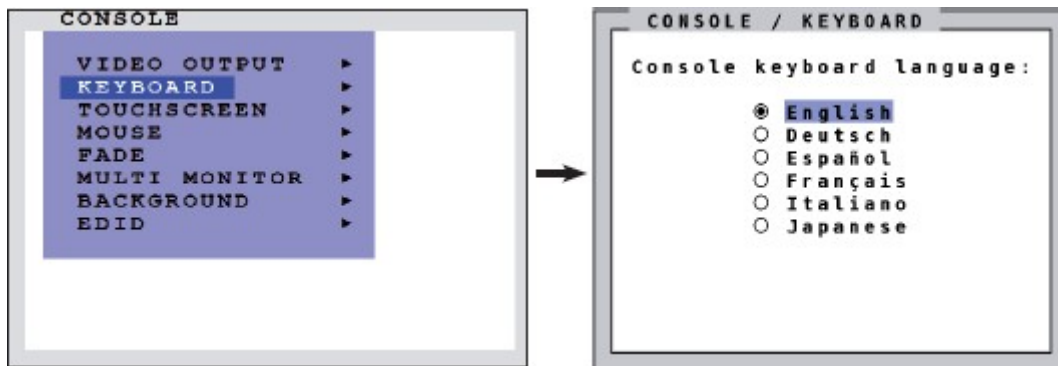 CONSOLE
VIDEO OUTPUT
KEYBOARD
TOUCHSCREEN
MOUSE
FADE
MULTI MONITOR
BACKGROUND
EDID
CONSOLE / KEYBOARD
Console keyboard language:
English
Deutsch
Español
Français
Italiano
Japanese